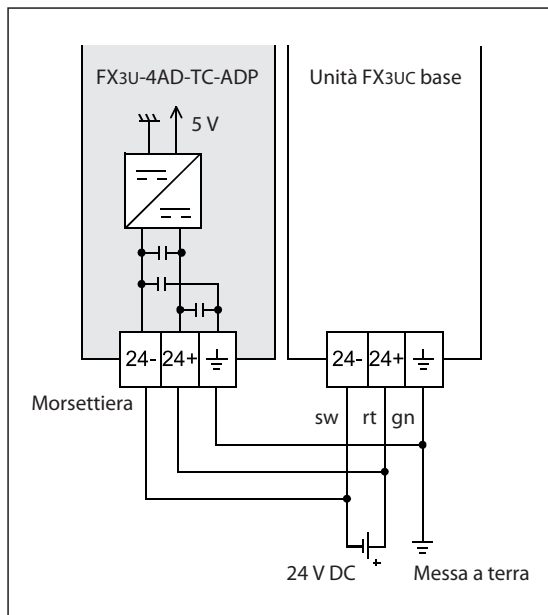 FX3U-4AD-TC-ADP
Unità FX3UC base
5 V
24- 24+
24- 24+
Morsettiera
sw rt gn
24 V DC
+
Messa a terra